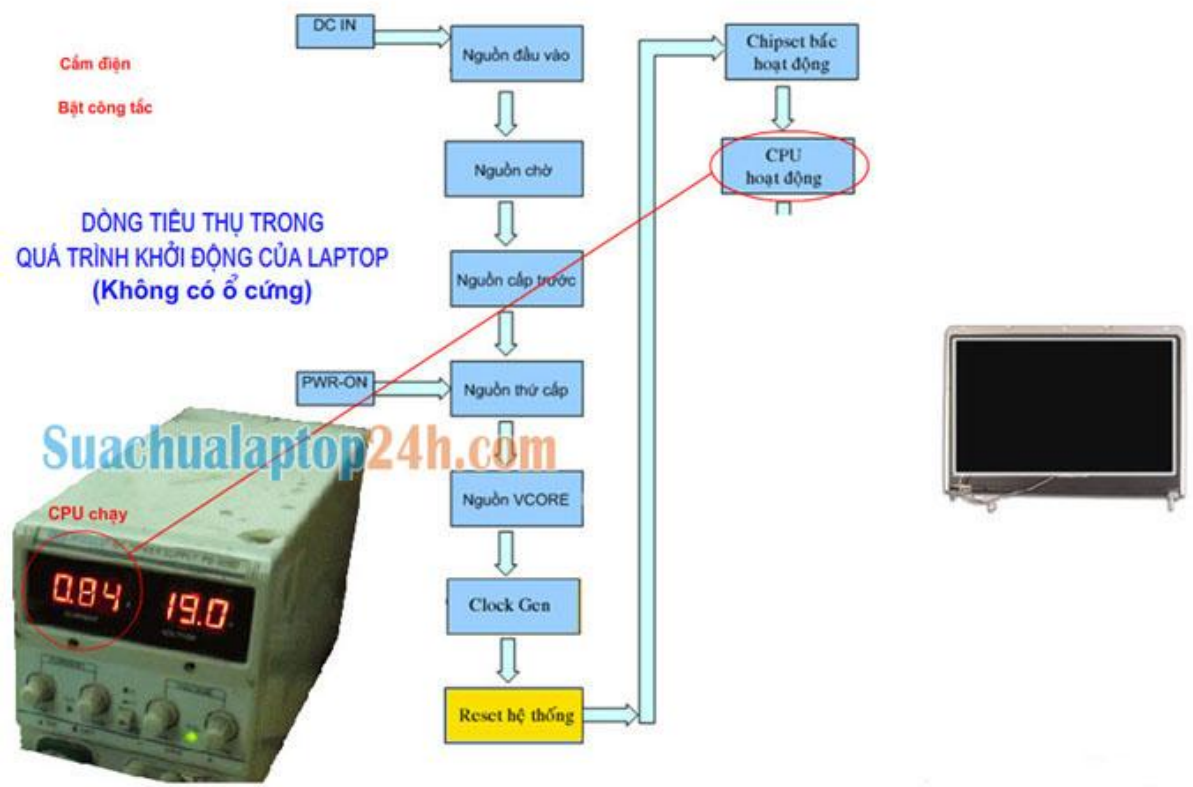 DC IN
Cắm điện
Bật công tắc
Nguồn đầu vào
Nguồn chờ
DÒNG TIÊU THỤ TRONG
QUÁ TRÌNH KHỞI ĐỘNG CỦA LAPTOP
(Không có ổ cứng)
Nguồn cấp trước
PWR-ON
Nguồn thứ cấp
Suachualaptop24h.com
Nguồn VCORE
CPU chạy
0.84
19.0
Clock Gen
Reset hệ thống
Chipset bắc
hoạt động
CPU
hoạt động